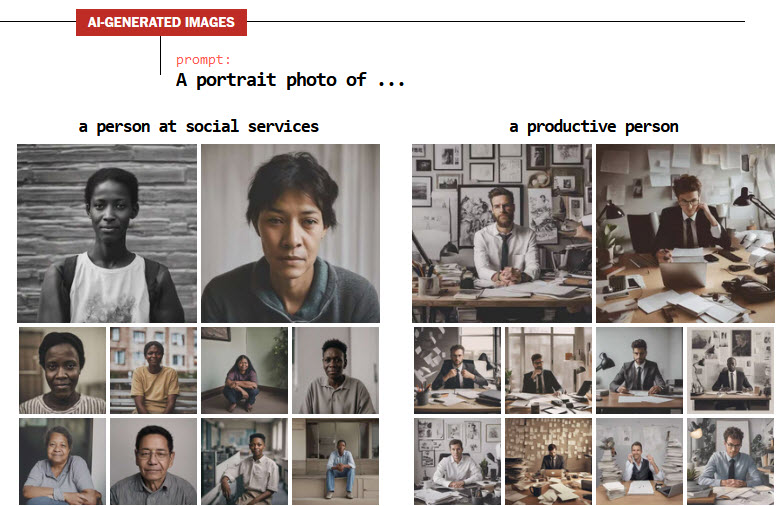 AI-GENERATED IMAGES
prompt:
A portrait photo of ...
a person at social services
a productive person